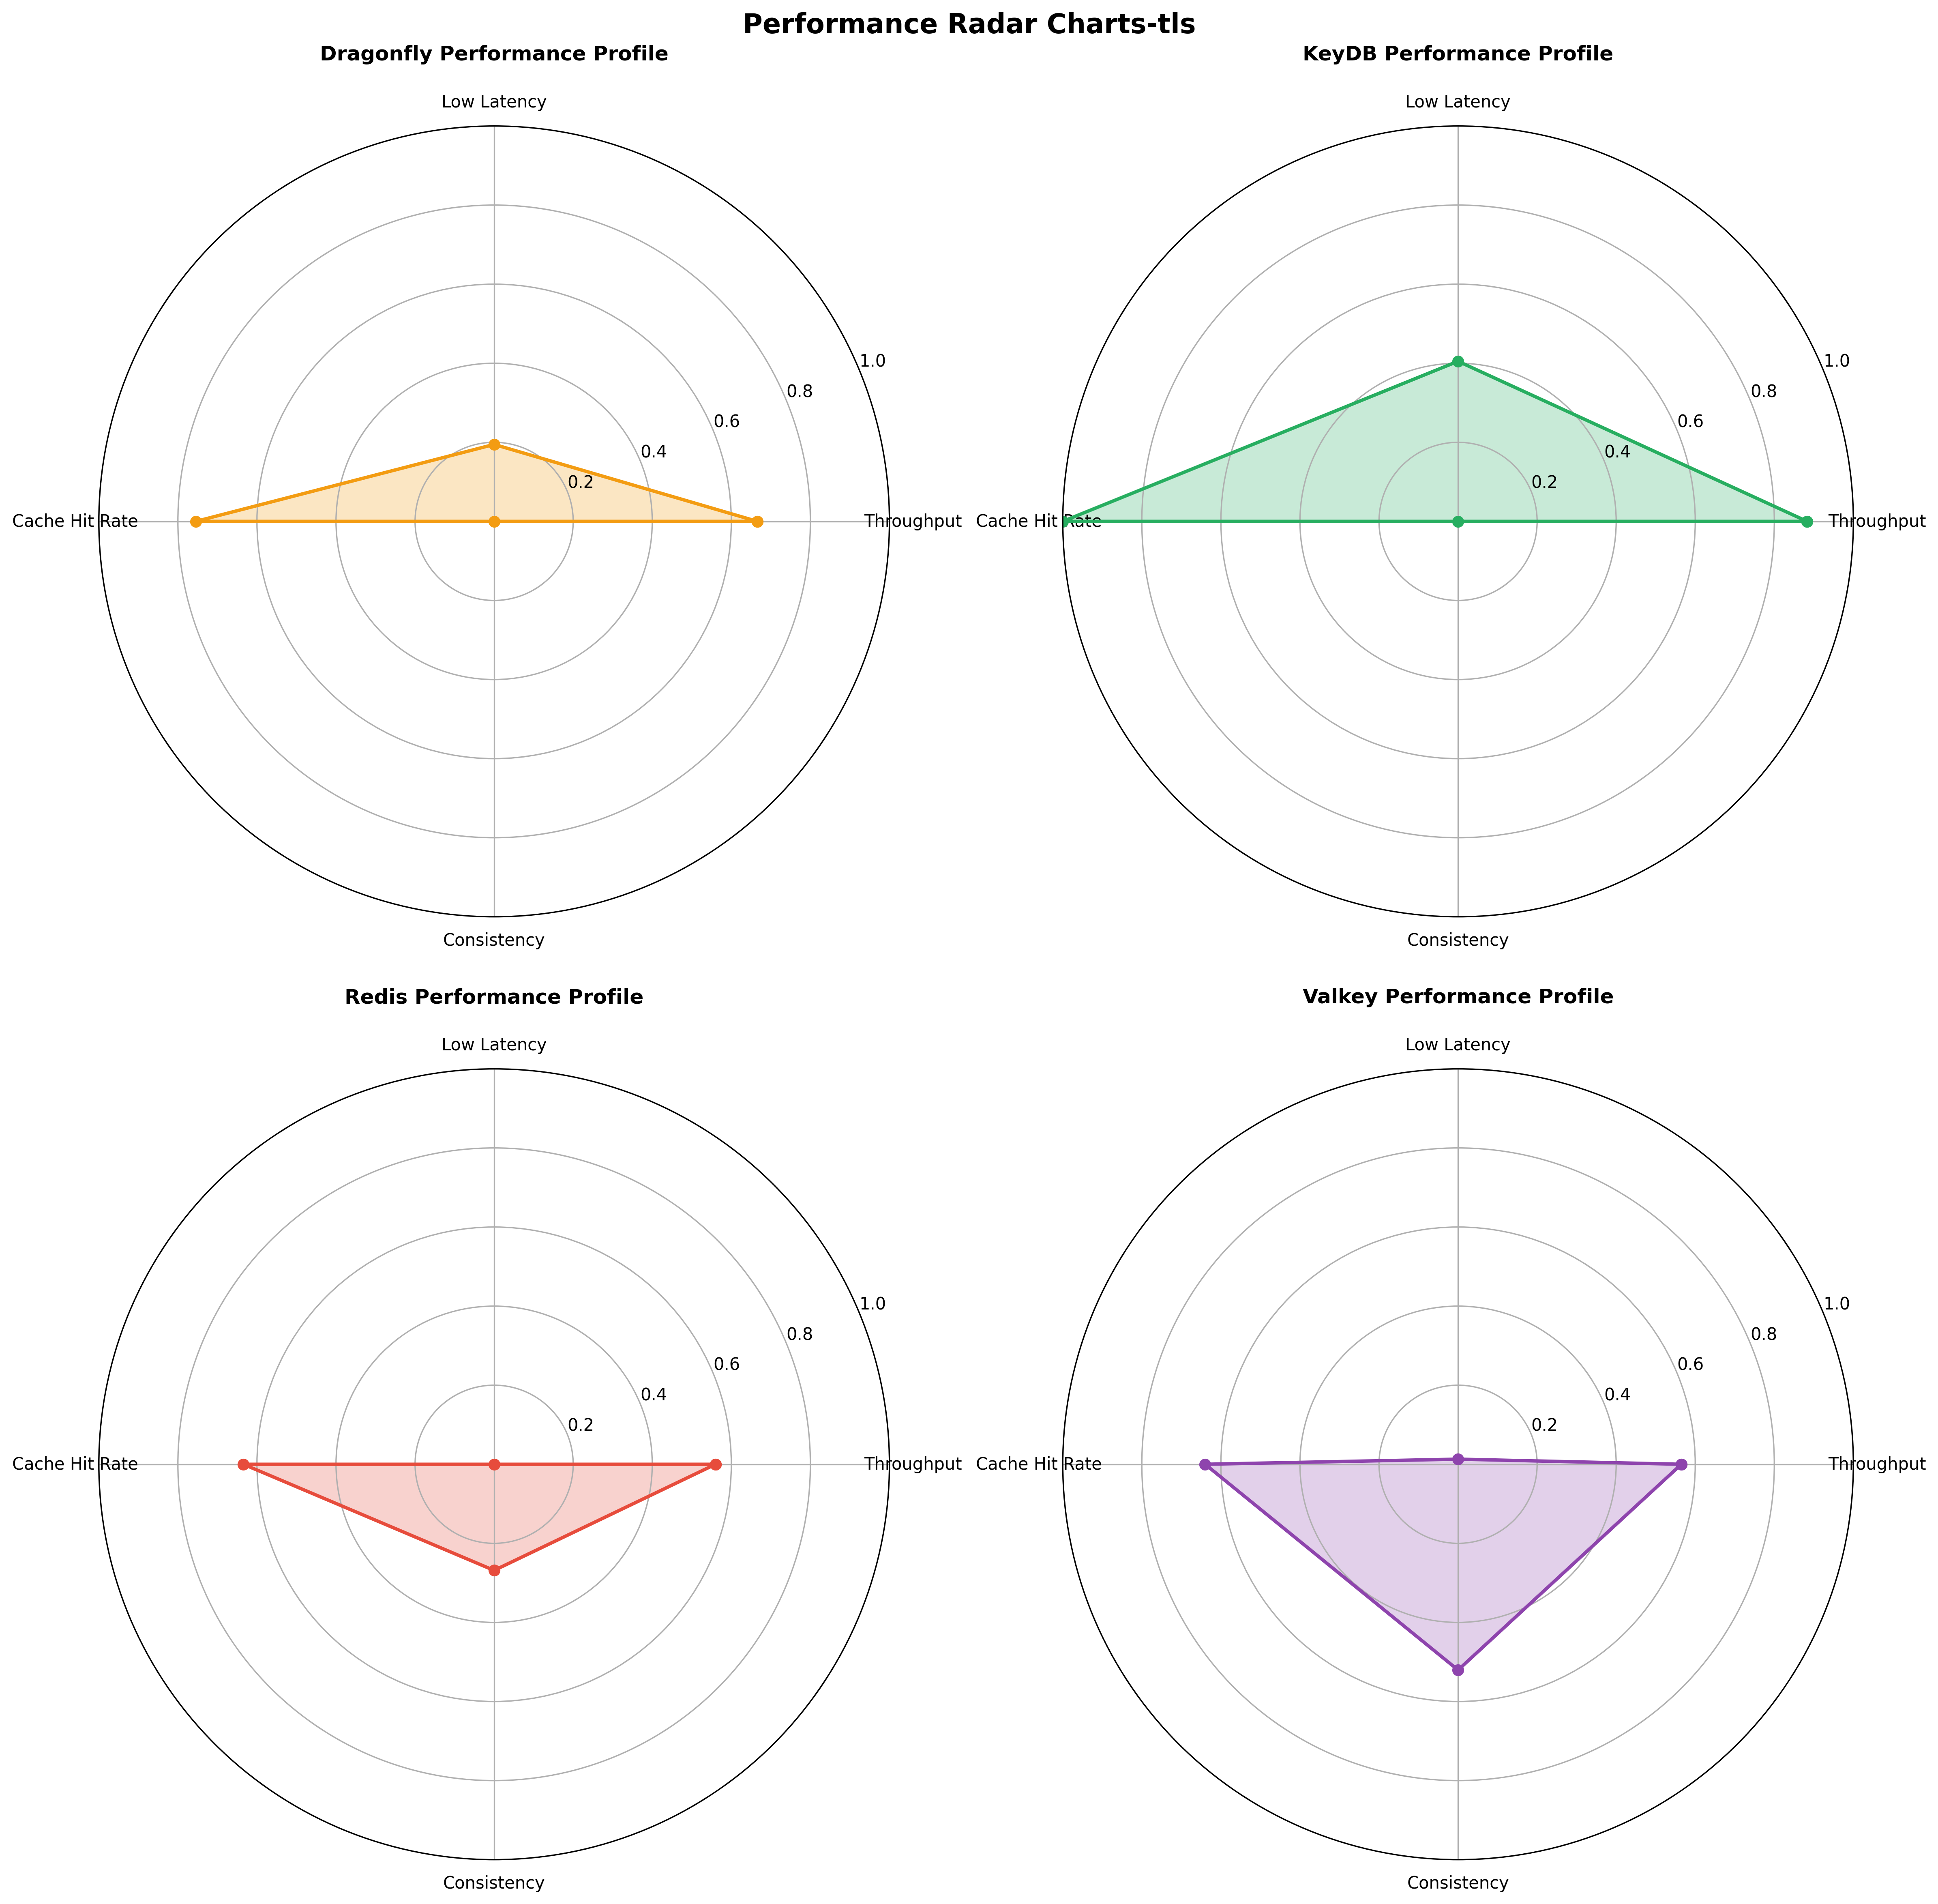 Performance Radar Charts-tls
Dragonfly Performance Profile
Low Latency
1.0
0.8
0.6
0.4
0.2
Cache Hit Rate
Throughput
Consistency
KeyDB Performance Profile
Low Latency
1.0
0.8
0.6
0.4
0.2
Cache Hit Rate
Throughput
Consistency
Redis Performance Profile
Low Latency
1.0
0.8
0.6
0.4
0.2
Cache Hit Rate
Throughput
Consistency
Valkey Performance Profile
Low Latency
1.0
0.8
0.6
0.4
0.2
Cache Hit Rate
Throughput
Consistency